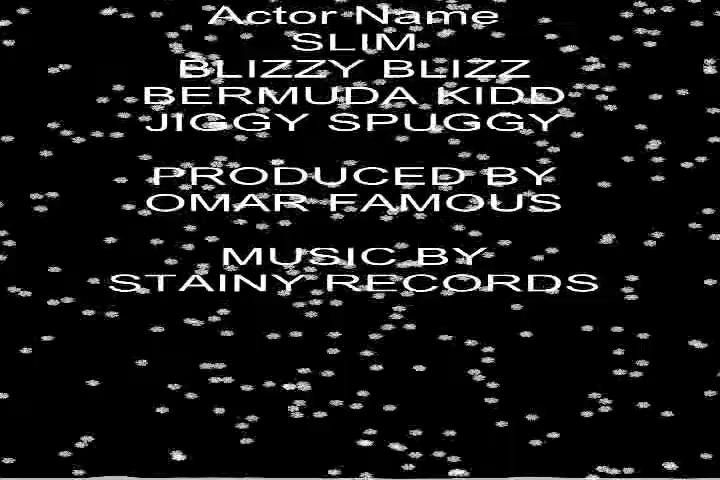 Actor Name
SLIM
BLIZZY BLIZZ
BERMUDA KIDD
JIGGY SPUGGY
PRODUCED BY
OMAR FAMOUS
MUSIC BY
STAINY RECORDS